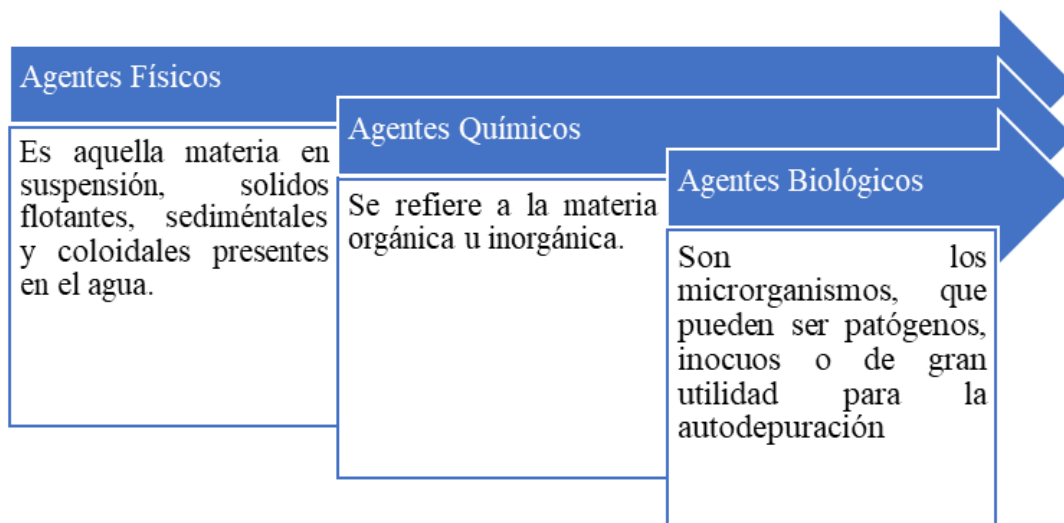 Agentes Físicos
Es aquella materia en
suspensión, solidos
flotantes, sediméntales
y coloidales presentes
en el agua.
Agentes Químicos
Se refiere a la materia
orgánica u inorgánica.
Agentes Biológicos
Son los
microrganismos, que
pueden ser patógenos,
inocuos o de gran
utilidad para la
autodepuración